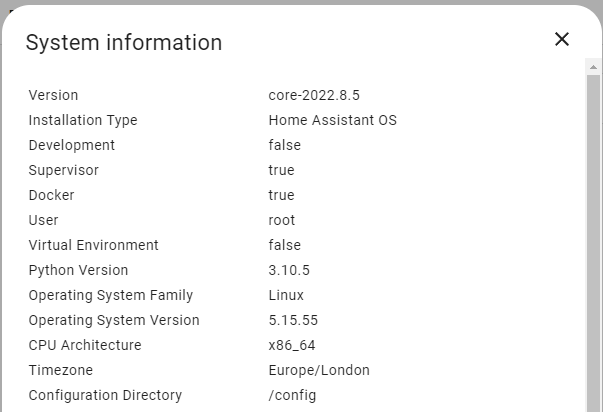 System information
Version core-2022.8.5
Installation Type Home Assistant OS
Development false
Supervisor true
Docker true
User root
Virtual Environment false
Python Version 3.10.5
Operating System Family Linux
Operating System Version 5.15.55
CPU Architecture x86_64
Timezone Europe/London
Configuration Directory /config